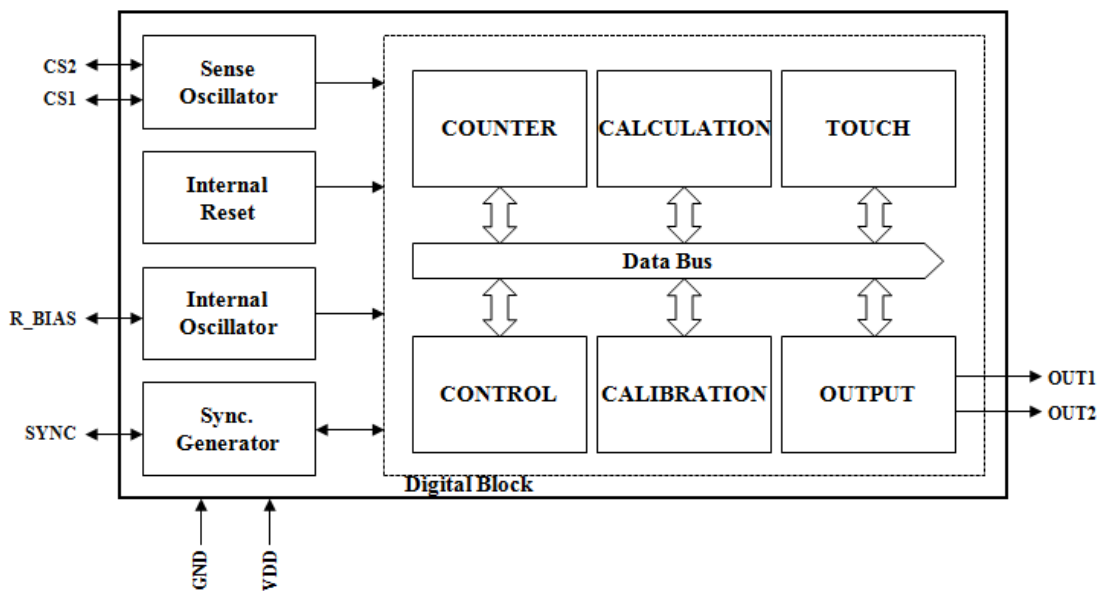 CS2
CS1
Sense
Oscillator
Internal
Reset
R_BIAS
Internal
Oscillator
SYNC
Sync.
Generator
COUNTER
CALCULATION
TOUCH
Data Bus
CONTROL
CALIBRATION
OUTPUT
OUT1
OUT2
Digital Block
GND
VDD